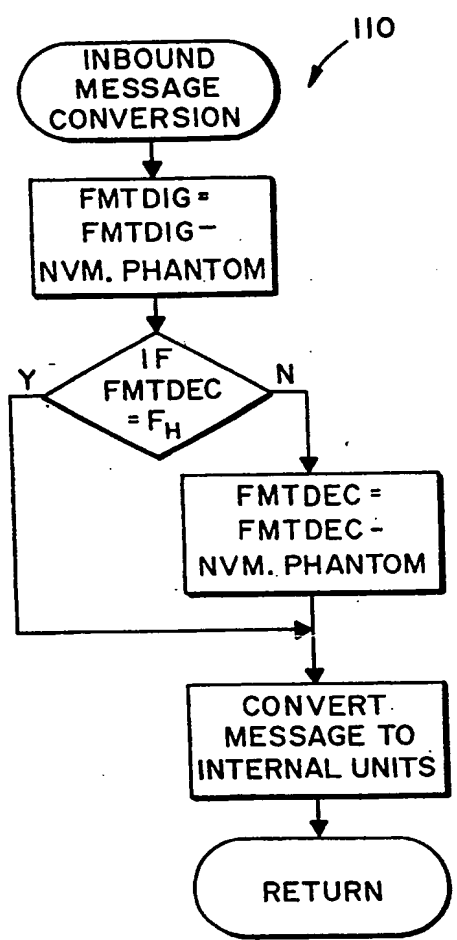 110
INBOUND
MESSAGE
CONVERSION
FMTDIG=
FMTDIG-
NVM. PHANTOM
IF
FMTDEC
=FH
Y
N
FMTDEC=
FMTDEC-
NVM. PHANTOM
CONVERT
MESSAGE TO
INTERNAL UNITS
RETURN